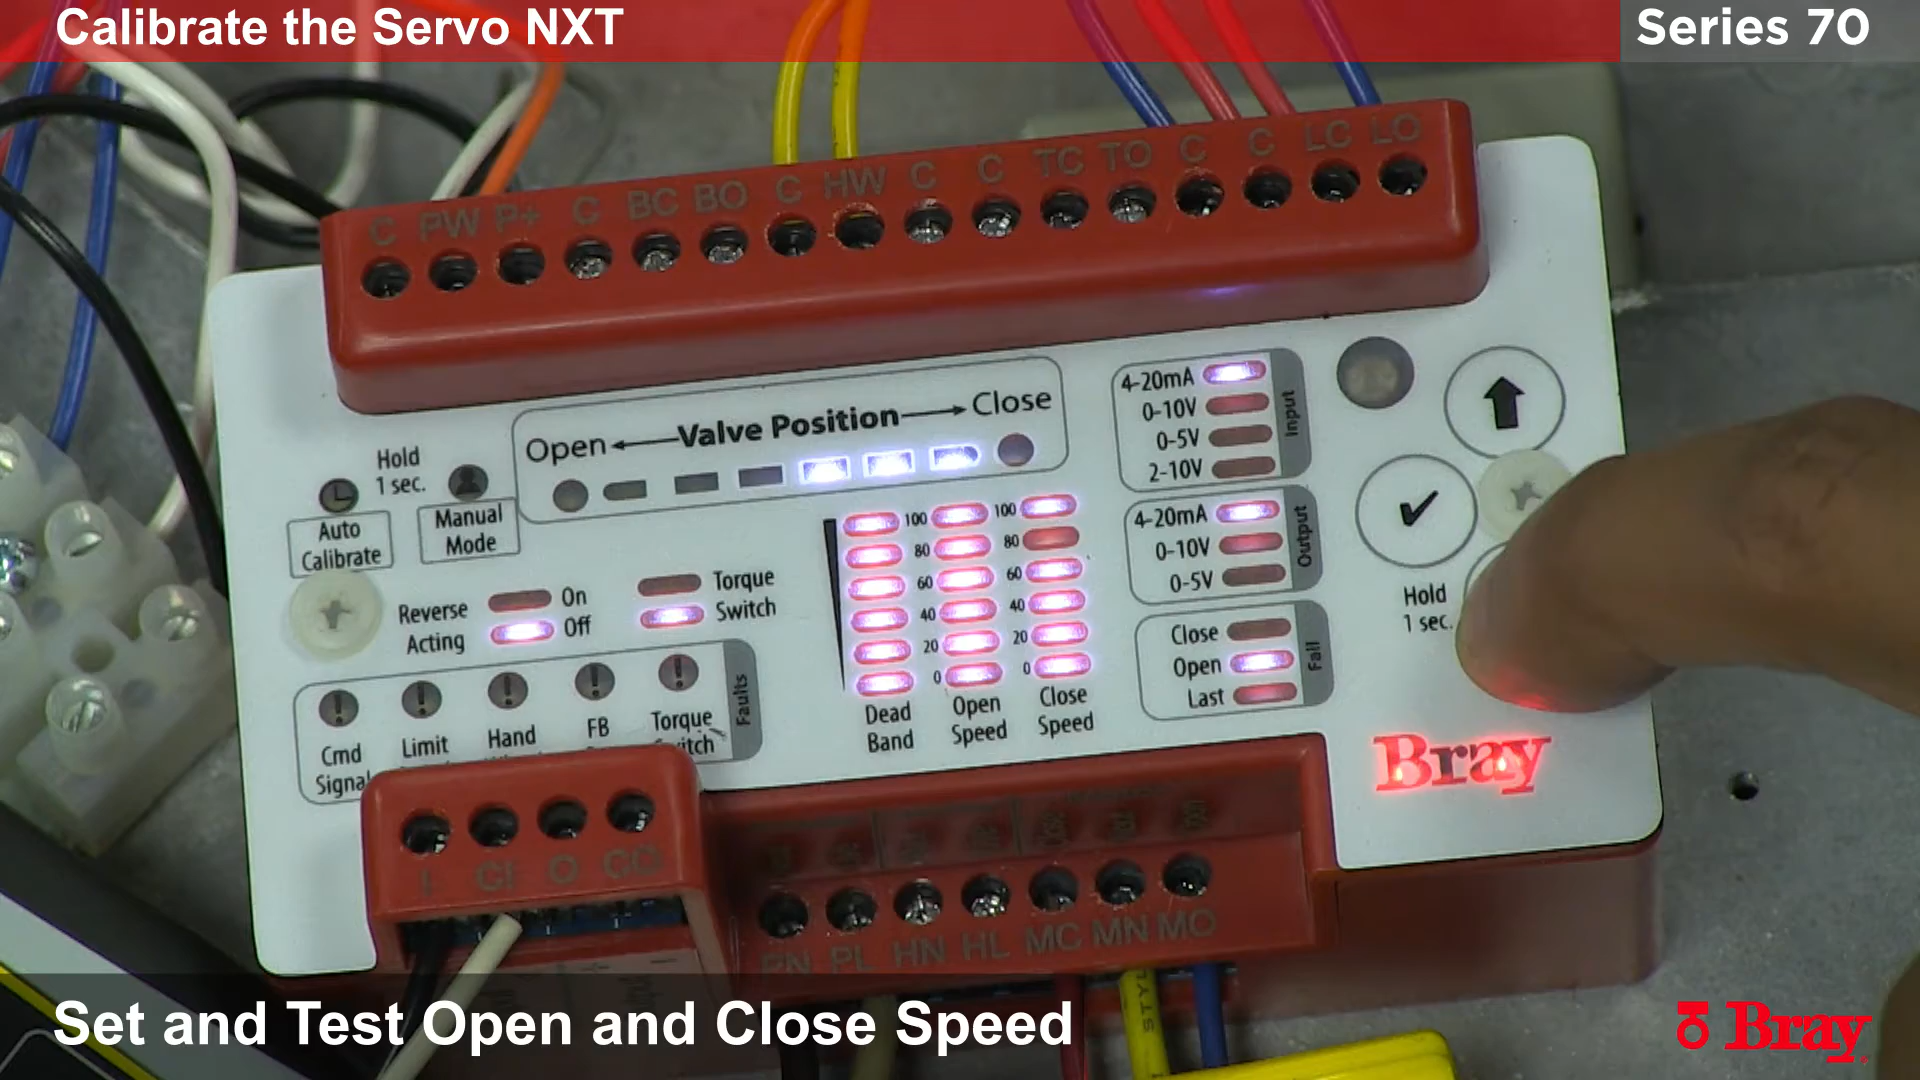 Calibrate the Servo NXT
Series 70
C PW P+ C BC BO C HW C C TC TO C C LC LO
Open Valve Position Close
Hold
1 sec.
Auto
Calibrate
Manual
Mode
Reverse
Acting
On
Off
Torque
Switch
Cmd
Signal
Limit
Hand
FB
Torque
Faults
100 100
80 80
60 60
40 40
20 20
0 0
Dead
Band
Open
Speed
Close
Speed
4-20mA
0-10V
0-5V
2-10V
Input
4-20mA
0-10V
0-5V
Output
Close
Open
Last
Fail
Hold
1 sec.
Bray
I GI O GO
PN PL HN HL MC MN MO
STYL
Set and Test Open and Close Speed
Bray